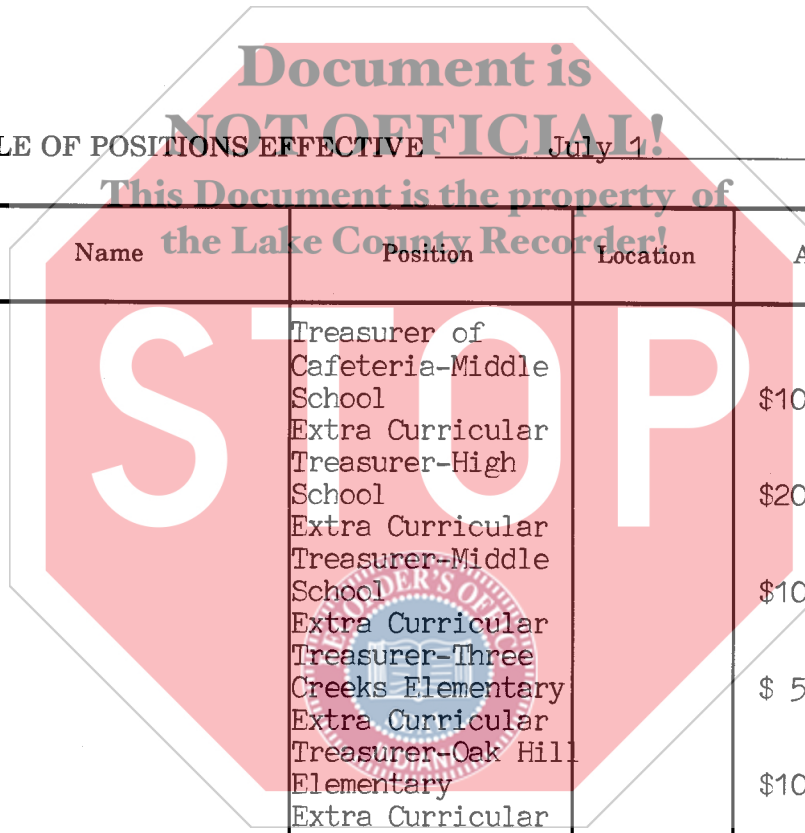 Document is
NOT OFFICIAL!
LE OF POSITIONS EFFECTIVE July 1
This Document is the property of
the Lake County Recorder!
Name Position Location A
STOP
Treasurer of
Cafeteria-Middle
School $10
Extra Curricular
Treasurer-High
School $20
Extra Curricular
Treasurer-Middle
School $10
Extra Curricular
Treasurer-Three
Creeks Elementary $ 5
Extra Curricular
Treasurer-Oak Hill
Elementary $10
Extra Curricular
RECORDER'S OFFICE
INDIANA